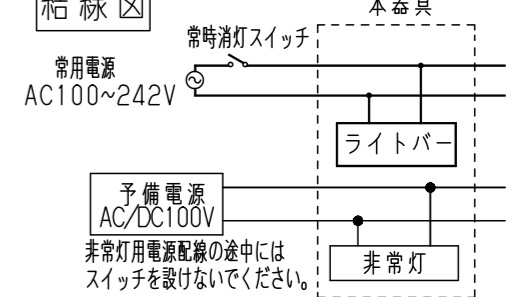 結線図
本器具
常時消灯スイッチ
常用電源
AC100~242V
ライトバー
予備電源
AC/DC100V
非常灯用電源配線の途中には
スイッチを設けないでください。
非常灯